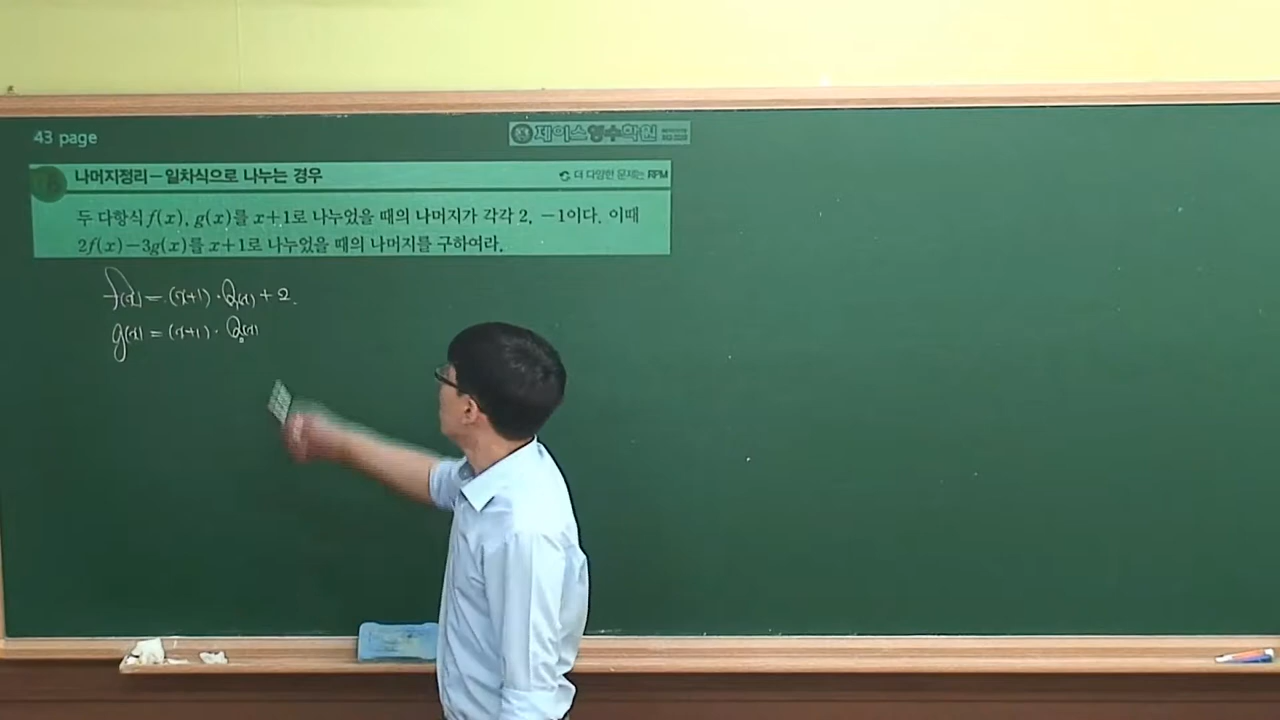 43 page
제이스영수학원
나머지정리-일차식으로 나누는 경우
더 다양한 문제는 RPM
두 다항식 f(x), g(x)를 x+1로 나누었을 때의 나머지가 각각 2, -1이다. 이때
2f(x)-3g(x)를 x+1로 나누었을 때의 나머지를 구하여라.
f(x) = (x+1)·Q₁(x) + 2.
g(x) = (x+1)·Q₂(x)